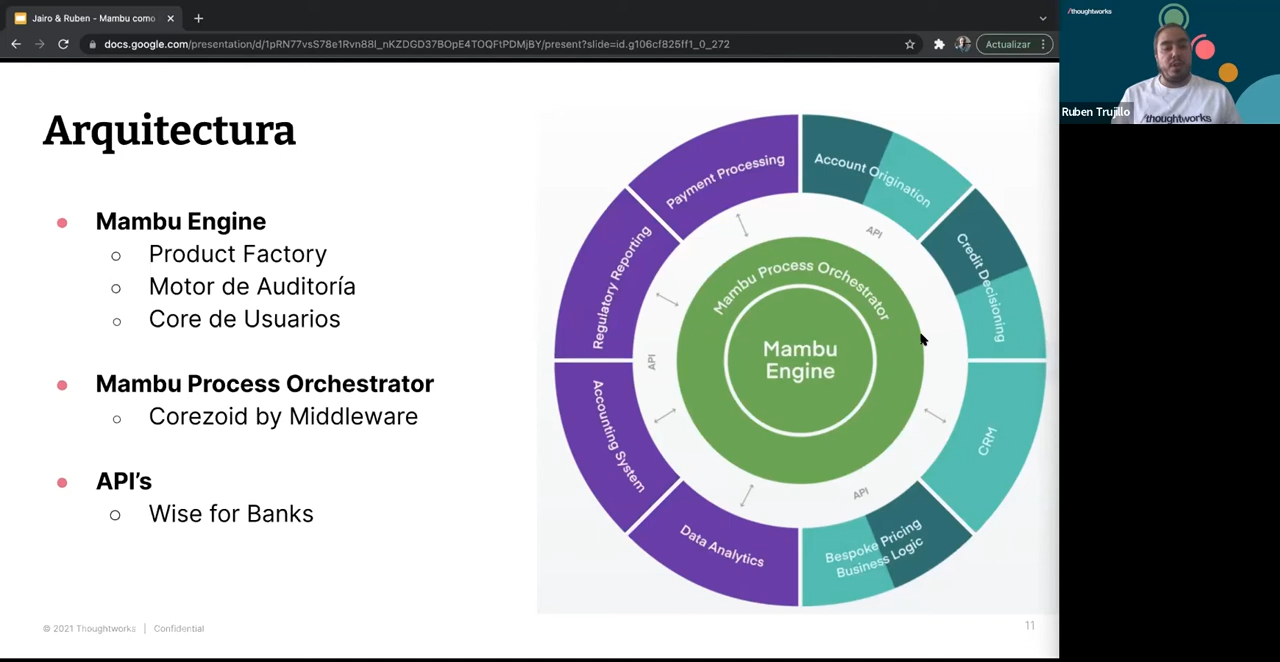 Jairo & Ruben - Mambu como
docs.google.com/presentation/d/1pRN77vsS78e1Rvn88I_nKZDGD37BOpE4TOQFtPDMjBY/present?slide=id.g106cf825ff1_0_272
Actualizar
/thoughtworks
/thoughtworks
Ruben Trujillo
Arquitectura
Mambu Engine
Product Factory
Motor de Auditoría
Core de Usuarios
Mambu Process Orchestrator
Corezoid by Middleware
API's
Wise for Banks
Payment Processing
Account Origination
Regulatory Reporting
Credit Decisioning
API
Mambu Process Orchestrator
Mambu
Engine
API
Accounting System
CRM
API
Data Analytics
Bespoke Pricing
Business Logic
© 2021 Thoughtworks | Confidential
11